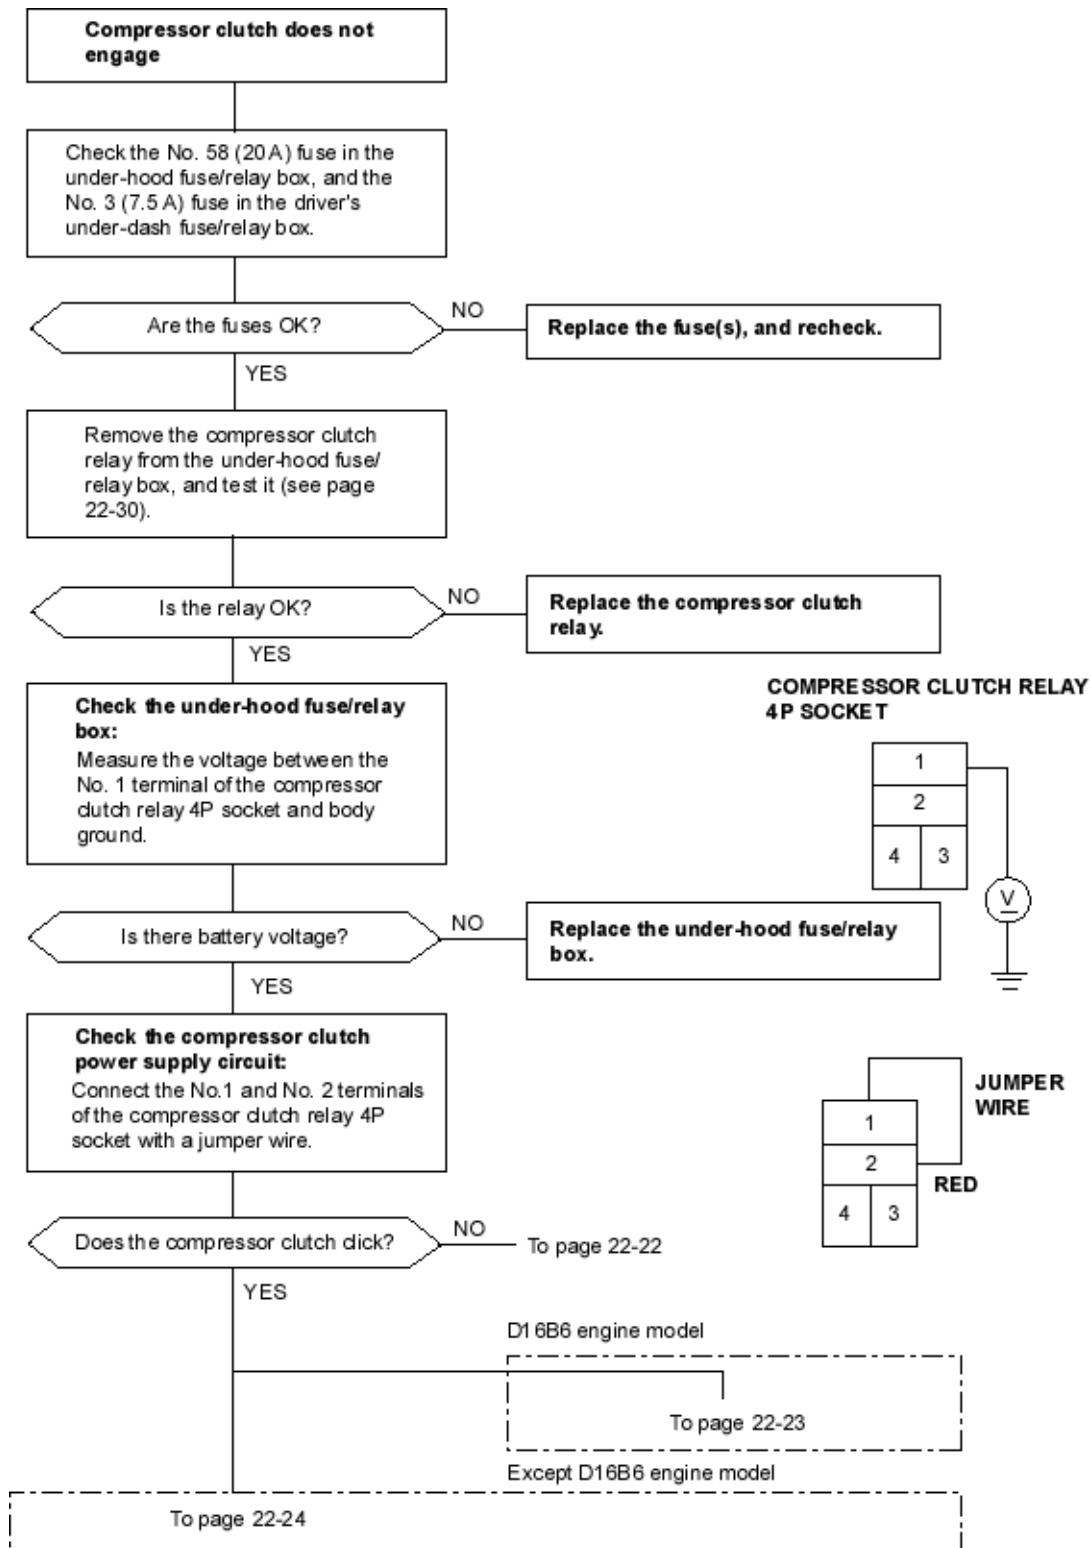 Compressor clutch does not
engage
Check the No. 58 (20 A) fuse in the
under-hood fuse/relay box, and the
No. 3 (7.5 A) fuse in the driver's
under-dash fuse/relay box.
Are the fuses OK?
NO
Replace the fuse(s), and recheck.
YES
Remove the compressor clutch
relay from the under-hood fuse/
relay box, and test it (see page
22-30).
Is the relay OK?
NO
Replace the compressor clutch
relay.
YES
Check the under-hood fuse/relay
box:
Measure the voltage between the
No. 1 terminal of the compressor
clutch relay 4P socket and body
ground.
COMPRESSOR CLUTCH RELAY
4P SOCKET
1
2
4 3
V
Is there battery voltage?
NO
Replace the under-hood fuse/relay
box.
YES
Check the compressor clutch
power supply circuit:
Connect the No.1 and No. 2 terminals
of the compressor clutch relay 4P
socket with a jumper wire.
JUMPER
WIRE
1
2
RED
4 3
Does the compressor clutch click?
NO
To page 22-22
YES
D16B6 engine model
To page 22-23
Except D16B6 engine model
To page 22-24